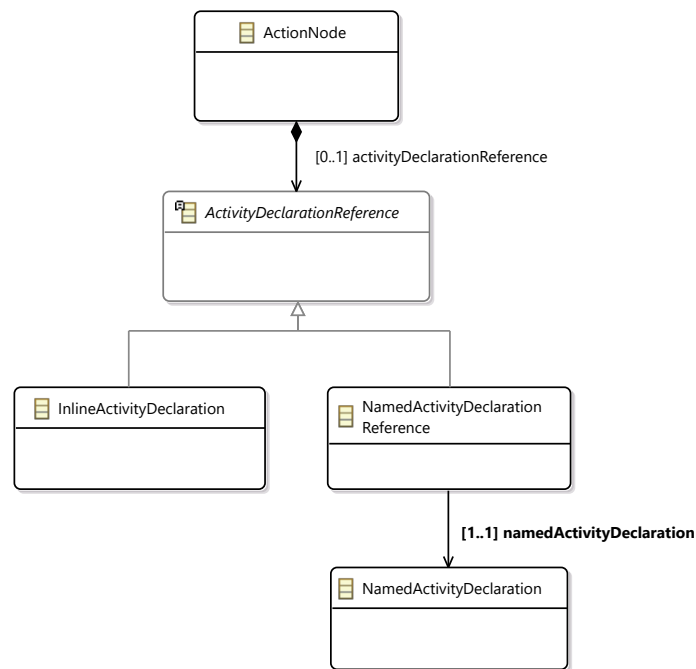 ActionNode
[0..1] activityDeclarationReference
ActivityDeclarationReference
InlineActivityDeclaration
NamedActivityDeclaration
Reference
[1..1] namedActivityDeclaration
NamedActivityDeclaration